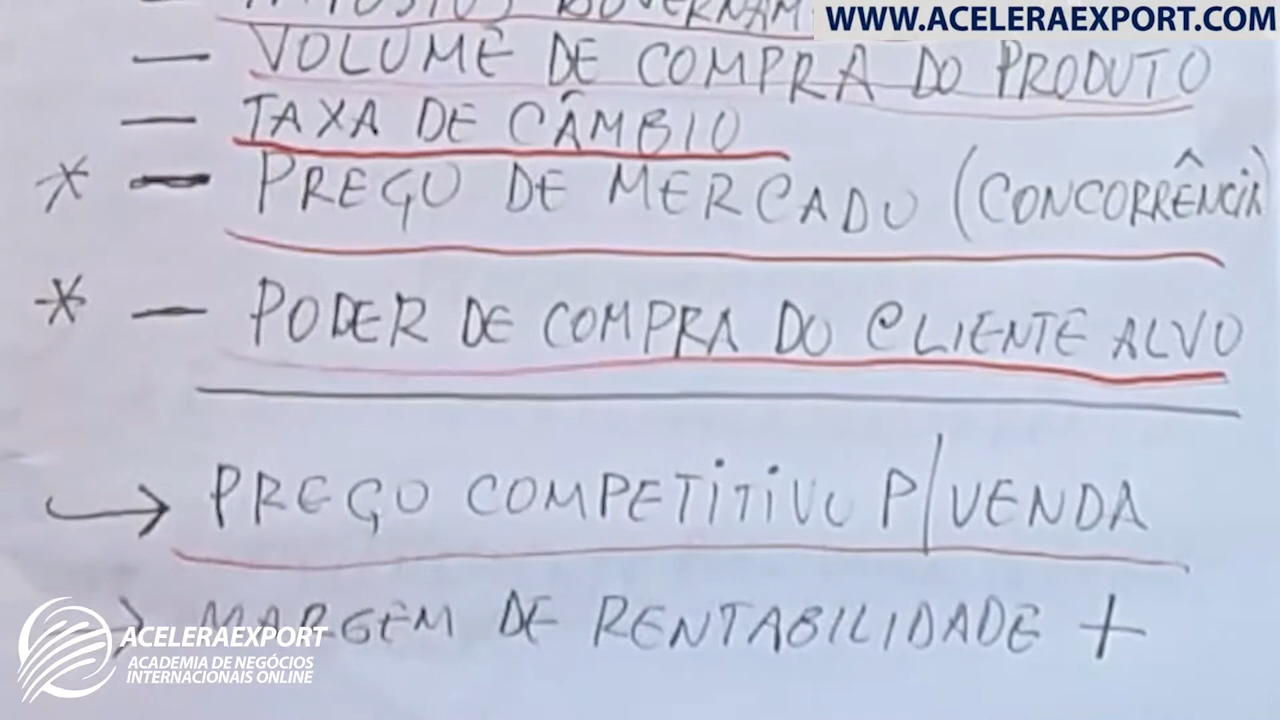 WWW.ACELERAEXPORT.COM
— VOLUME DE COMPRA DO PRODUTO
— TAXA DE CÂMBIO
* — PREÇO DE MERCADO (CONCORRÊNCIA)
* — PODER DE COMPRA DO CLIENTE ALVO
→ PREÇO COMPETITIVO P/VENDA
→ MARGEM DE RENTABILIDADE +
ACELERAEXPORT
ACADEMIA DE NEGÓCIOS
INTERNACIONAIS ONLINE